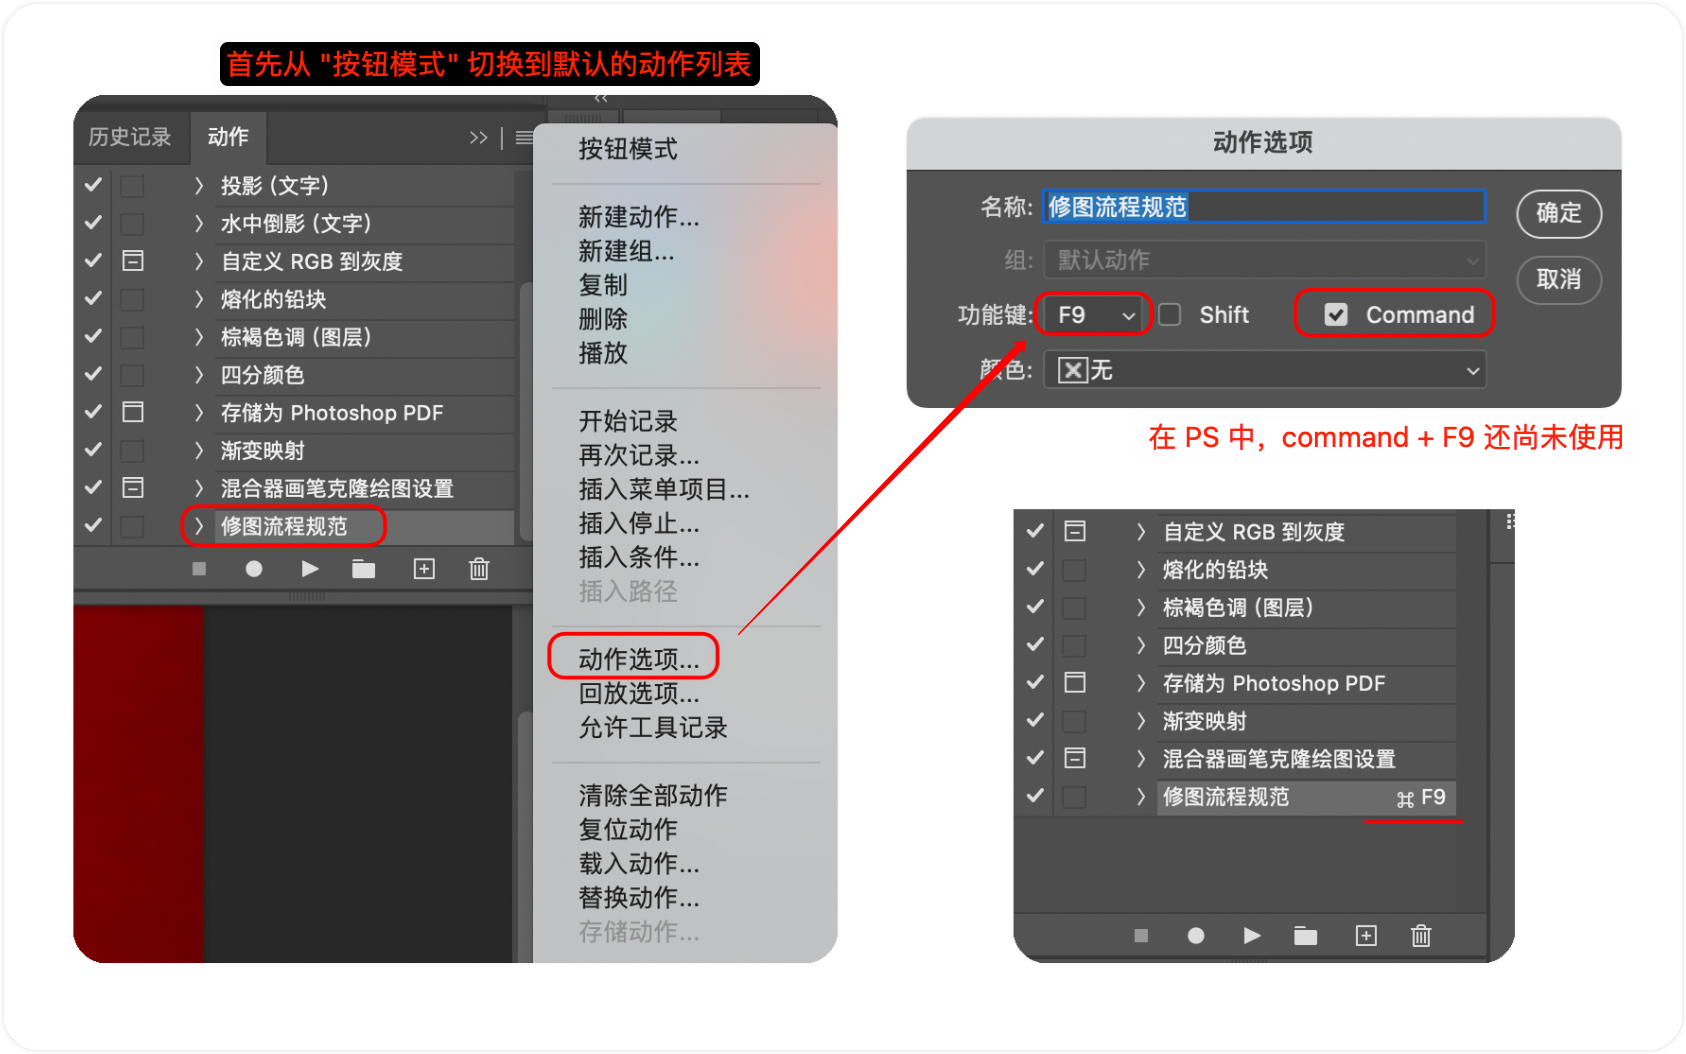 首先从 "按钮模式" 切换到默认的动作列表
历史记录
动作
投影 (文字)
水中倒影 (文字)
自定义 RGB 到灰度
熔化的铅块
棕褐色调 (图层)
四分颜色
存储为 Photoshop PDF
渐变映射
混合器画笔克隆绘图设置
修图流程规范
按钮模式
新建动作...
新建组...
复制
删除
播放
开始记录
再次记录...
插入菜单项目...
插入停止...
插入条件...
插入路径
动作选项...
回放选项...
允许工具记录
清除全部动作
复位动作
载入动作...
替换动作...
存储动作...
动作选项
名称: 修图流程规范
确定
组: 默认动作
取消
功能键: F9 Shift Command
颜色: 无
在 PS 中，command + F9 还尚未使用
自定义 RGB 到灰度
熔化的铅块
棕褐色调 (图层)
四分颜色
存储为 Photoshop PDF
渐变映射
混合器画笔克隆绘图设置
修图流程规范 ⌘ F9